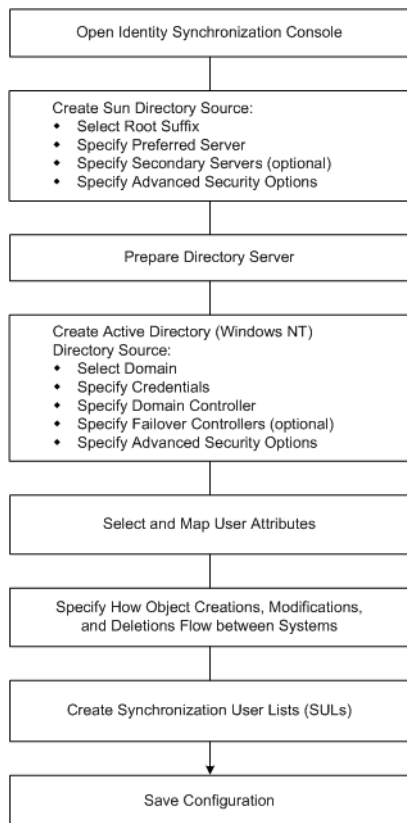 Open Identity Synchronization Console
Create Sun Directory Source:
◆ Select Root Suffix
◆ Specify Preferred Server
◆ Specify Secondary Servers (optional)
◆ Specify Advanced Security Options
Prepare Directory Server
Create Active Directory (Windows NT)
Directory Source:
◆ Select Domain
◆ Specify Credentials
◆ Specify Domain Controller
◆ Specify Failover Controllers (optional)
◆ Specify Advanced Security Options
Select and Map User Attributes
Specify How Object Creations, Modifications,
and Deletions Flow between Systems
Create Synchronization User Lists (SULs)
Save Configuration